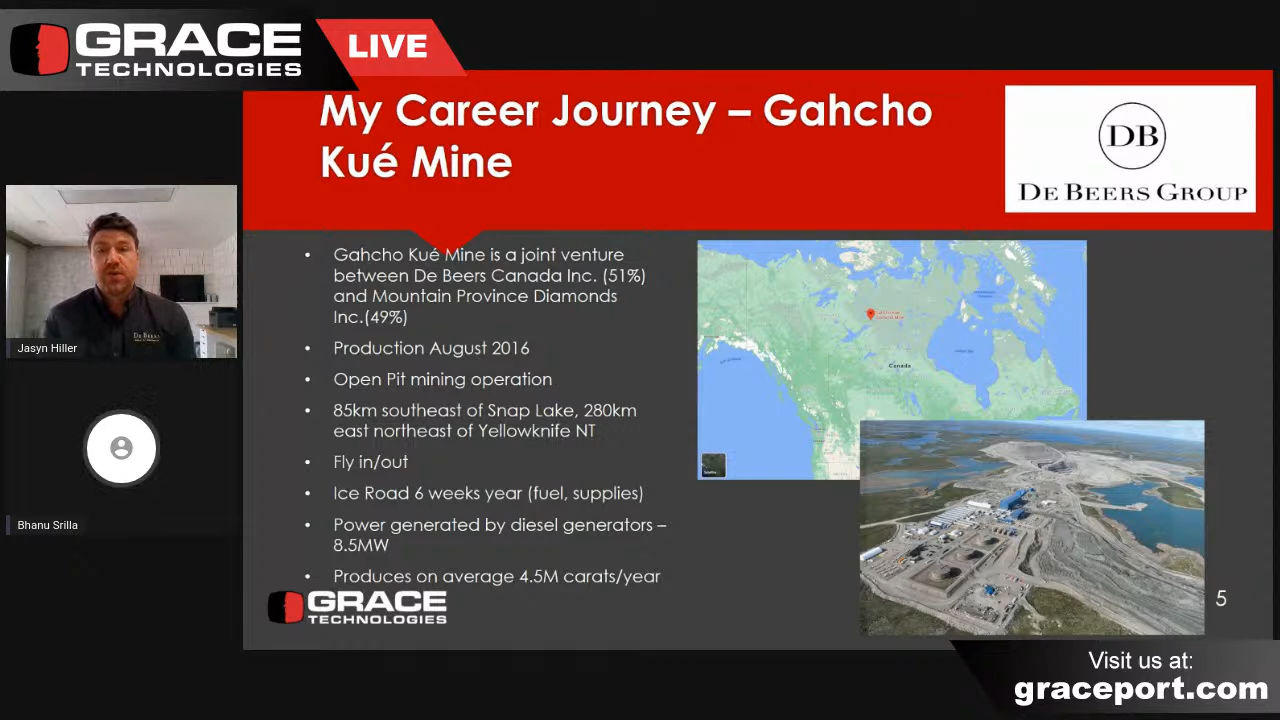 GRACE
TECHNOLOGIES
LIVE
My Career Journey – Gahcho
Kué Mine
DB
DE BEERS GROUP
Jasyn Hiller
De Beers
Bhanu Srilla
• Gahcho Kué Mine is a joint venture
between De Beers Canada Inc. (51%)
and Mountain Province Diamonds
Inc.(49%)
• Production August 2016
• Open Pit mining operation
• 85km southeast of Snap Lake, 280km
east northeast of Yellowknife NT
• Fly in/out
• Ice Road 6 weeks year (fuel, supplies)
• Power generated by diesel generators –
8.5MW
• Produces on average 4.5M carats/year
Canada
GRACE
TECHNOLOGIES
5
Visit us at:
graceport.com